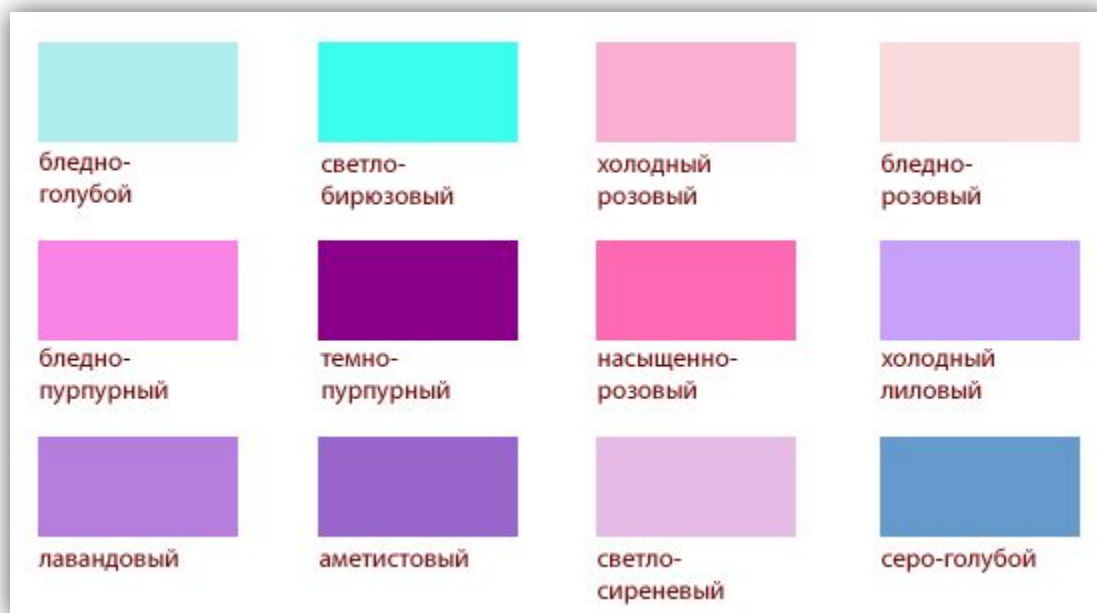 бледно-
голубой
светло-
бирюзовый
холодный
розовый
бледно-
розовый
бледно-
пурпурный
темно-
пурпурный
насыщенно-
розовый
холодный
лиловый
лавандовый
аметистовый
светло-
сиреневый
серо-голубой